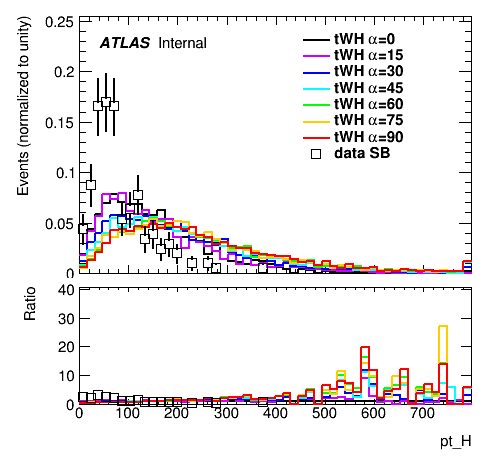 Events (normalized to unity)
0.25
0.2
0.15
0.1
0.05
0
ATLAS Internal
tWH α=0
tWH α=15
tWH α=30
tWH α=45
tWH α=60
tWH α=75
tWH α=90
data SB
Ratio
40
30
20
10
0
0 100 200 300 400 500 600 700
pt_H